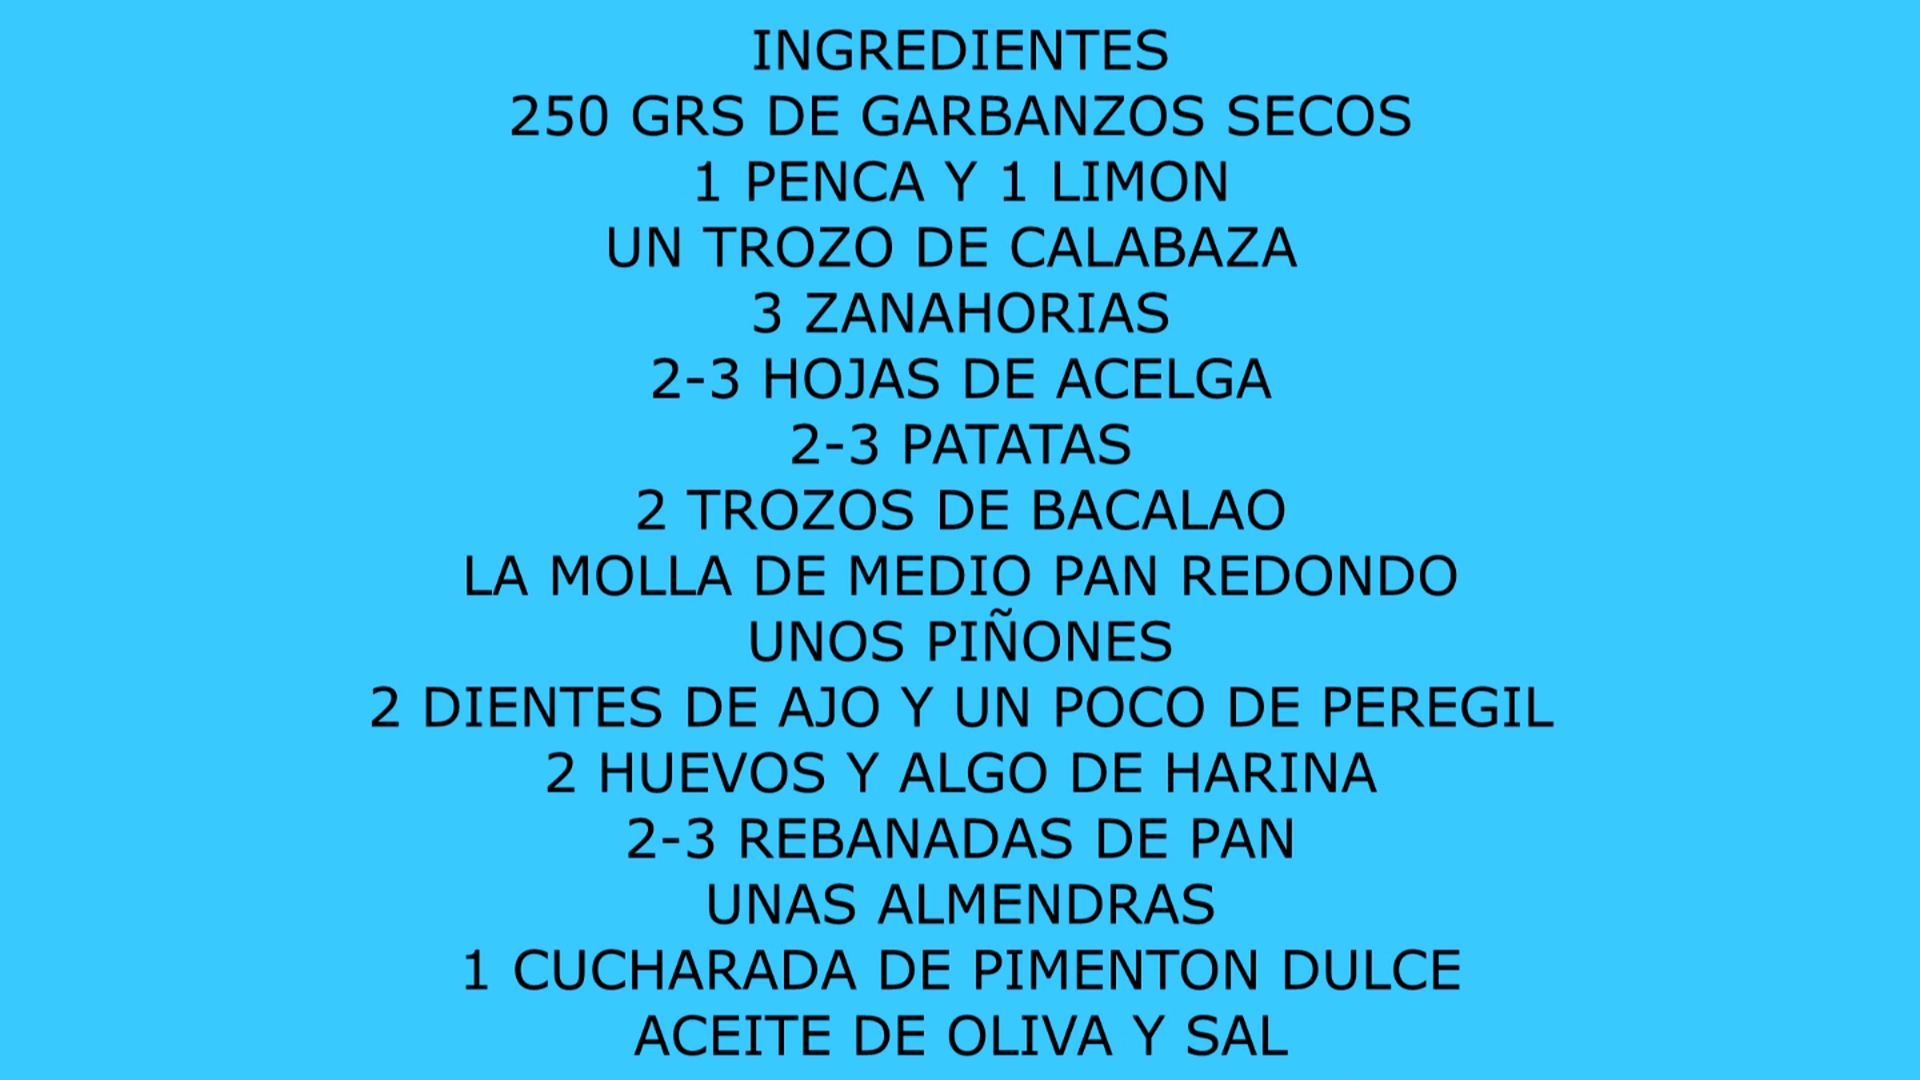 INGREDIENTES
250 GRS DE GARBANZOS SECOS
1 PENCA Y 1 LIMON
UN TROZO DE CALABAZA
3 ZANAHORIAS
2-3 HOJAS DE ACELGA
2-3 PATATAS
2 TROZOS DE BACALAO
LA MOLLA DE MEDIO PAN REDONDO
UNOS PIÑONES
2 DIENTES DE AJO Y UN POCO DE PEREGIL
2 HUEVOS Y ALGO DE HARINA
2-3 REBANADAS DE PAN
UNAS ALMENDRAS
1 CUCHARADA DE PIMENTON DULCE
ACEITE DE OLIVA Y SAL